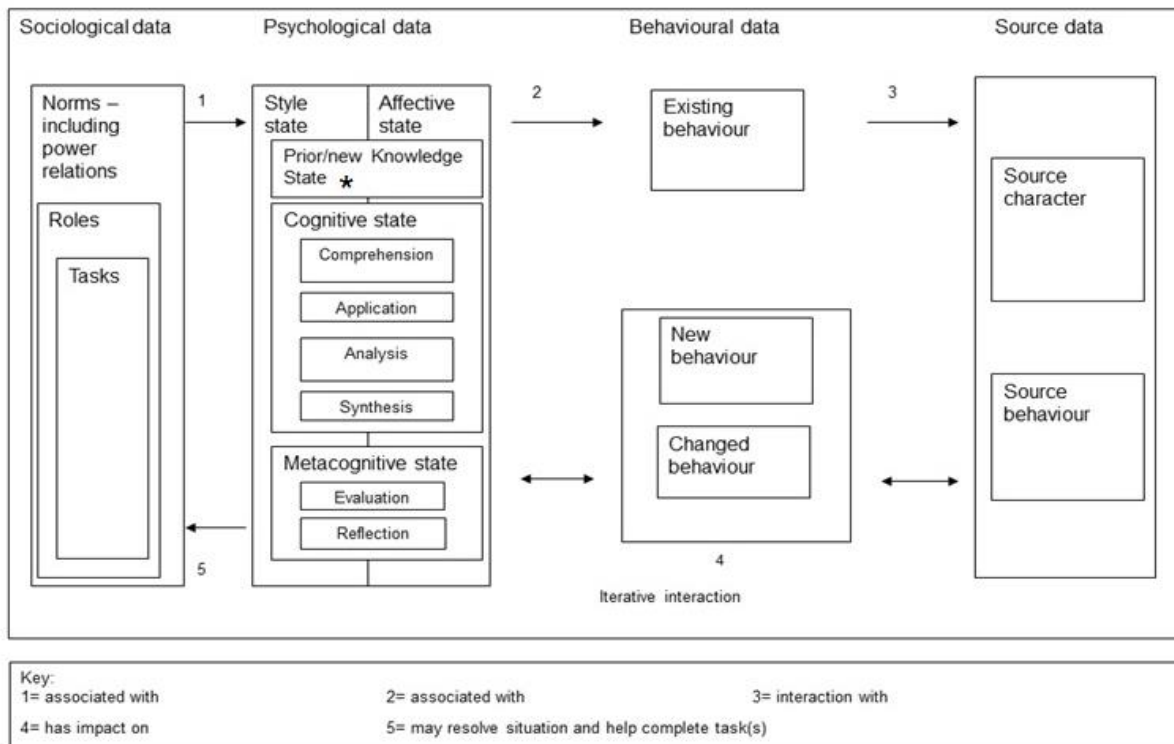 Sociological data
Psychological data
Behavioural data
Source data
Norms –
including
power
relations
Roles
Tasks
1
5
Style
state
Affective
state
Prior/new Knowledge
State *
Cognitive state
Comprehension
Application
Analysis
Synthesis
Metacognitive state
Evaluation
Reflection
2
Existing
behaviour
New
behaviour
Changed
behaviour
4
Iterative interaction
3
Source
character
Source
behaviour
Key:
1= associated with
2= associated with
3= interaction with
4= has impact on
5= may resolve situation and help complete task(s)